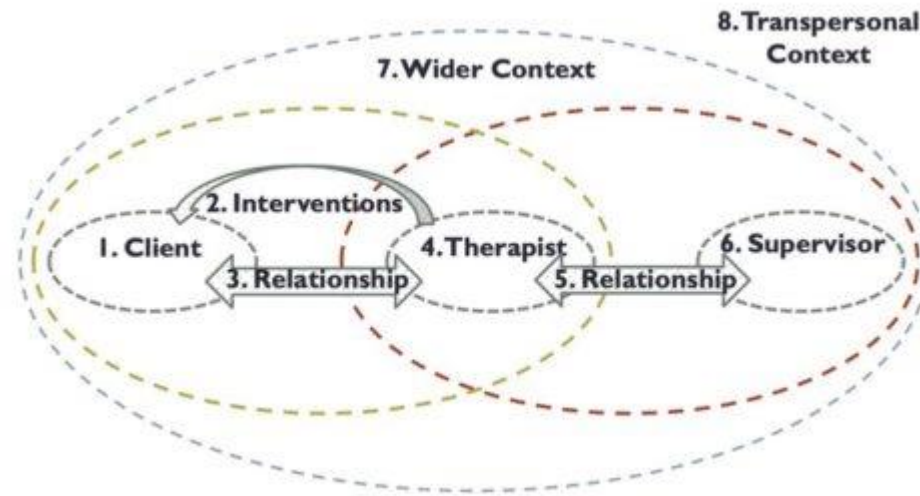 8. Transpersonal
Context
7. Wider Context
2. Interventions
1. Client
4. Therapist
6. Supervisor
3. Relationship
5. Relationship